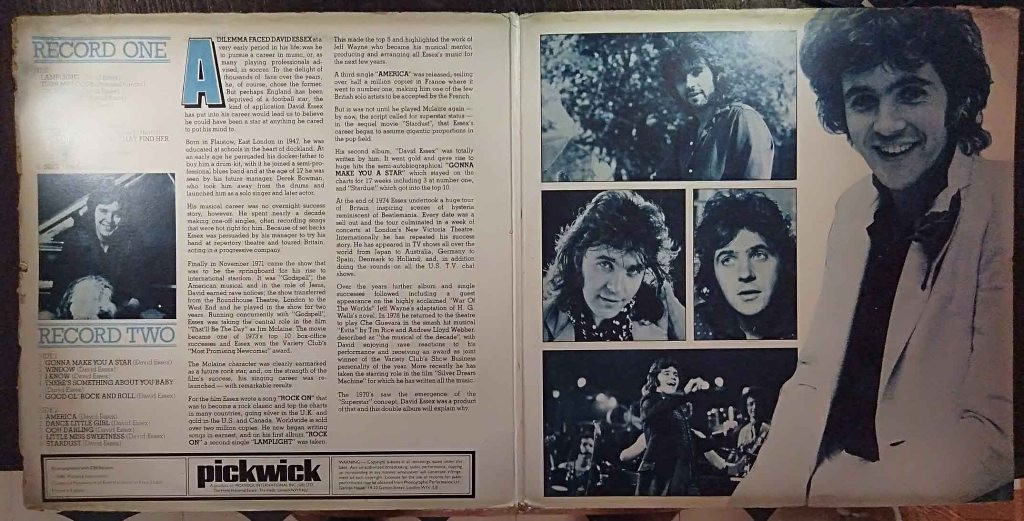 RECORD ONE
LAMPLIGHT (David Essex)
FIND HER
RECORD TWO
GONNA MAKE YOU A STAR (David Essex)
WINDOW (David Essex)
I KNOW (David Essex)
THERE'S SOMETHING ABOUT YOU BABY
(David Essex)
GOOD OL' ROCK AND ROLL (David Essex)
AMERICA (David Essex)
DANCE LITTLE GIRL (David Essex)
OOH DARLING (David Essex)
LITTLE MISS SWEETNESS (David Essex)
STARDUST (David Essex)
A DILEMMA FACED DAVID ESSEX at a
very early period in his life: was he
to pursue a career in music, or, as
many playing professionals ad-
vised, in soccer. To the delight of
thousands of fans over the years,
he, of course, chose the former.
But perhaps England has been
deprived of a football star, the
kind of application David Essex
has put into his career would lead us to believe
he could have been a star at anything he cared
to put his mind to.
Born in Plaistow, East London in 1947, he was
educated at schools in the heart of dockland. At
an early age he persuaded his docker-father to
buy him a drum-kit, with it he joined a semi-pro-
fessional blues band and at the age of 17 he was
seen by his future manager, Derek Bowman,
who took him away from the drums and
launched him as a solo singer and later actor.
His musical career was no overnight success
story, however. He spent nearly a decade
making one-off singles, often recording songs
that were not right for him. Because of set backs
Essex was persuaded by his manager to try his
hand at repertory theatre and toured Britain,
acting in a progressive company.
Finally in November 1971 came the show that
was to be the springboard for his rise to
international stardom. It was "Godspell", the
American musical and in the role of Jesus,
David earned rave notices; the show transferred
from the Roundhouse Theatre, London to the
West End and he played in the show for two
years. Running concurrently with "Godspell",
Essex was taking the central role in the film
"That'll Be The Day" as Jim Mclaine. The movie
became one of 1973's top 10 box-office
successes and Essex won the Variety Club's
"Most Promising Newcomer" award.
The Mclaine character was clearly earmarked
as a future rock star, and, on the strength of the
film's success, his singing career was re-
launched — with remarkable results.
For the film Essex wrote a song "ROCK ON" that
was to become a rock classic and top the charts
in many countries, going silver in the U.K. and
gold in the U.S. and Canada. Worldwide is sold
over two million copies. He now began writing
songs in earnest, and on his first album "ROCK
ON" a second single "LAMPLIGHT" was taken.
This made the top 8 and highlighted the work of
Jeff Wayne who became his musical mentor,
producing and arranging all Essex's music for
the next few years.
A third single "AMERICA" was released, selling
over half a million copies in France where it
went to number one, making him one of the few
British solo artists to be accepted by the French.
But is was not until he played Mclaine again —
by now, the script called for superstar status —
in the sequel movie "Stardust", that Essex's
career began to assume gigantic proportions in
the pop field.
His second album, "David Essex" was totally
written by him. It went gold and gave rise to
huge hits the semi-autobiographical "GONNA
MAKE YOU A STAR" which stayed on the
charts for 17 weeks including 3 at number one,
and "Stardust" which got into the top 10.
At the end of 1974 Essex undertook a huge tour
of Britain inspiring scenes of hysteria
reminiscent of Beatlemania. Every date was a
sell out and the tour culminated in a week of
concerts at London's New Victoria Theatre.
Internationally he has repeated his success
story. He has appeared in TV shows all over the
world from Japan to Australia, Germany to
Spain, Denmark to Holland, and, in addition
doing the rounds on all the U.S. T.V. chat
shows.
Over the years further album and single
successes followed including a guest
appearance on the highly acclaimed "War Of
The Worlds" Jeff Wayne's adaptation of H. G.
Wells's novel. In 1978 he returned to the theatre
to play Che Guevara in the smash hit musical
"Evita" by Tim Rice and Andrew Lloyd Webber,
described as "the musical of the decade", with
David enjoying rave reactions to his
performance and receiving an award as joint
winner of the Variety Club's Show Business
personality of the year. More recently he has
taken the starring role in the film "Silver Dream
Machine" for which he has written all the music.
The 1970's saw the emergence of the
"Superstar" concept, David Essex was a product
of that and this double album will explain why.
pickwick
A product of PICKWICK INTERNATIONAL INC. (GB) LTD.
The Hyde Industrial Estate, The Hyde, London NW9 6JU